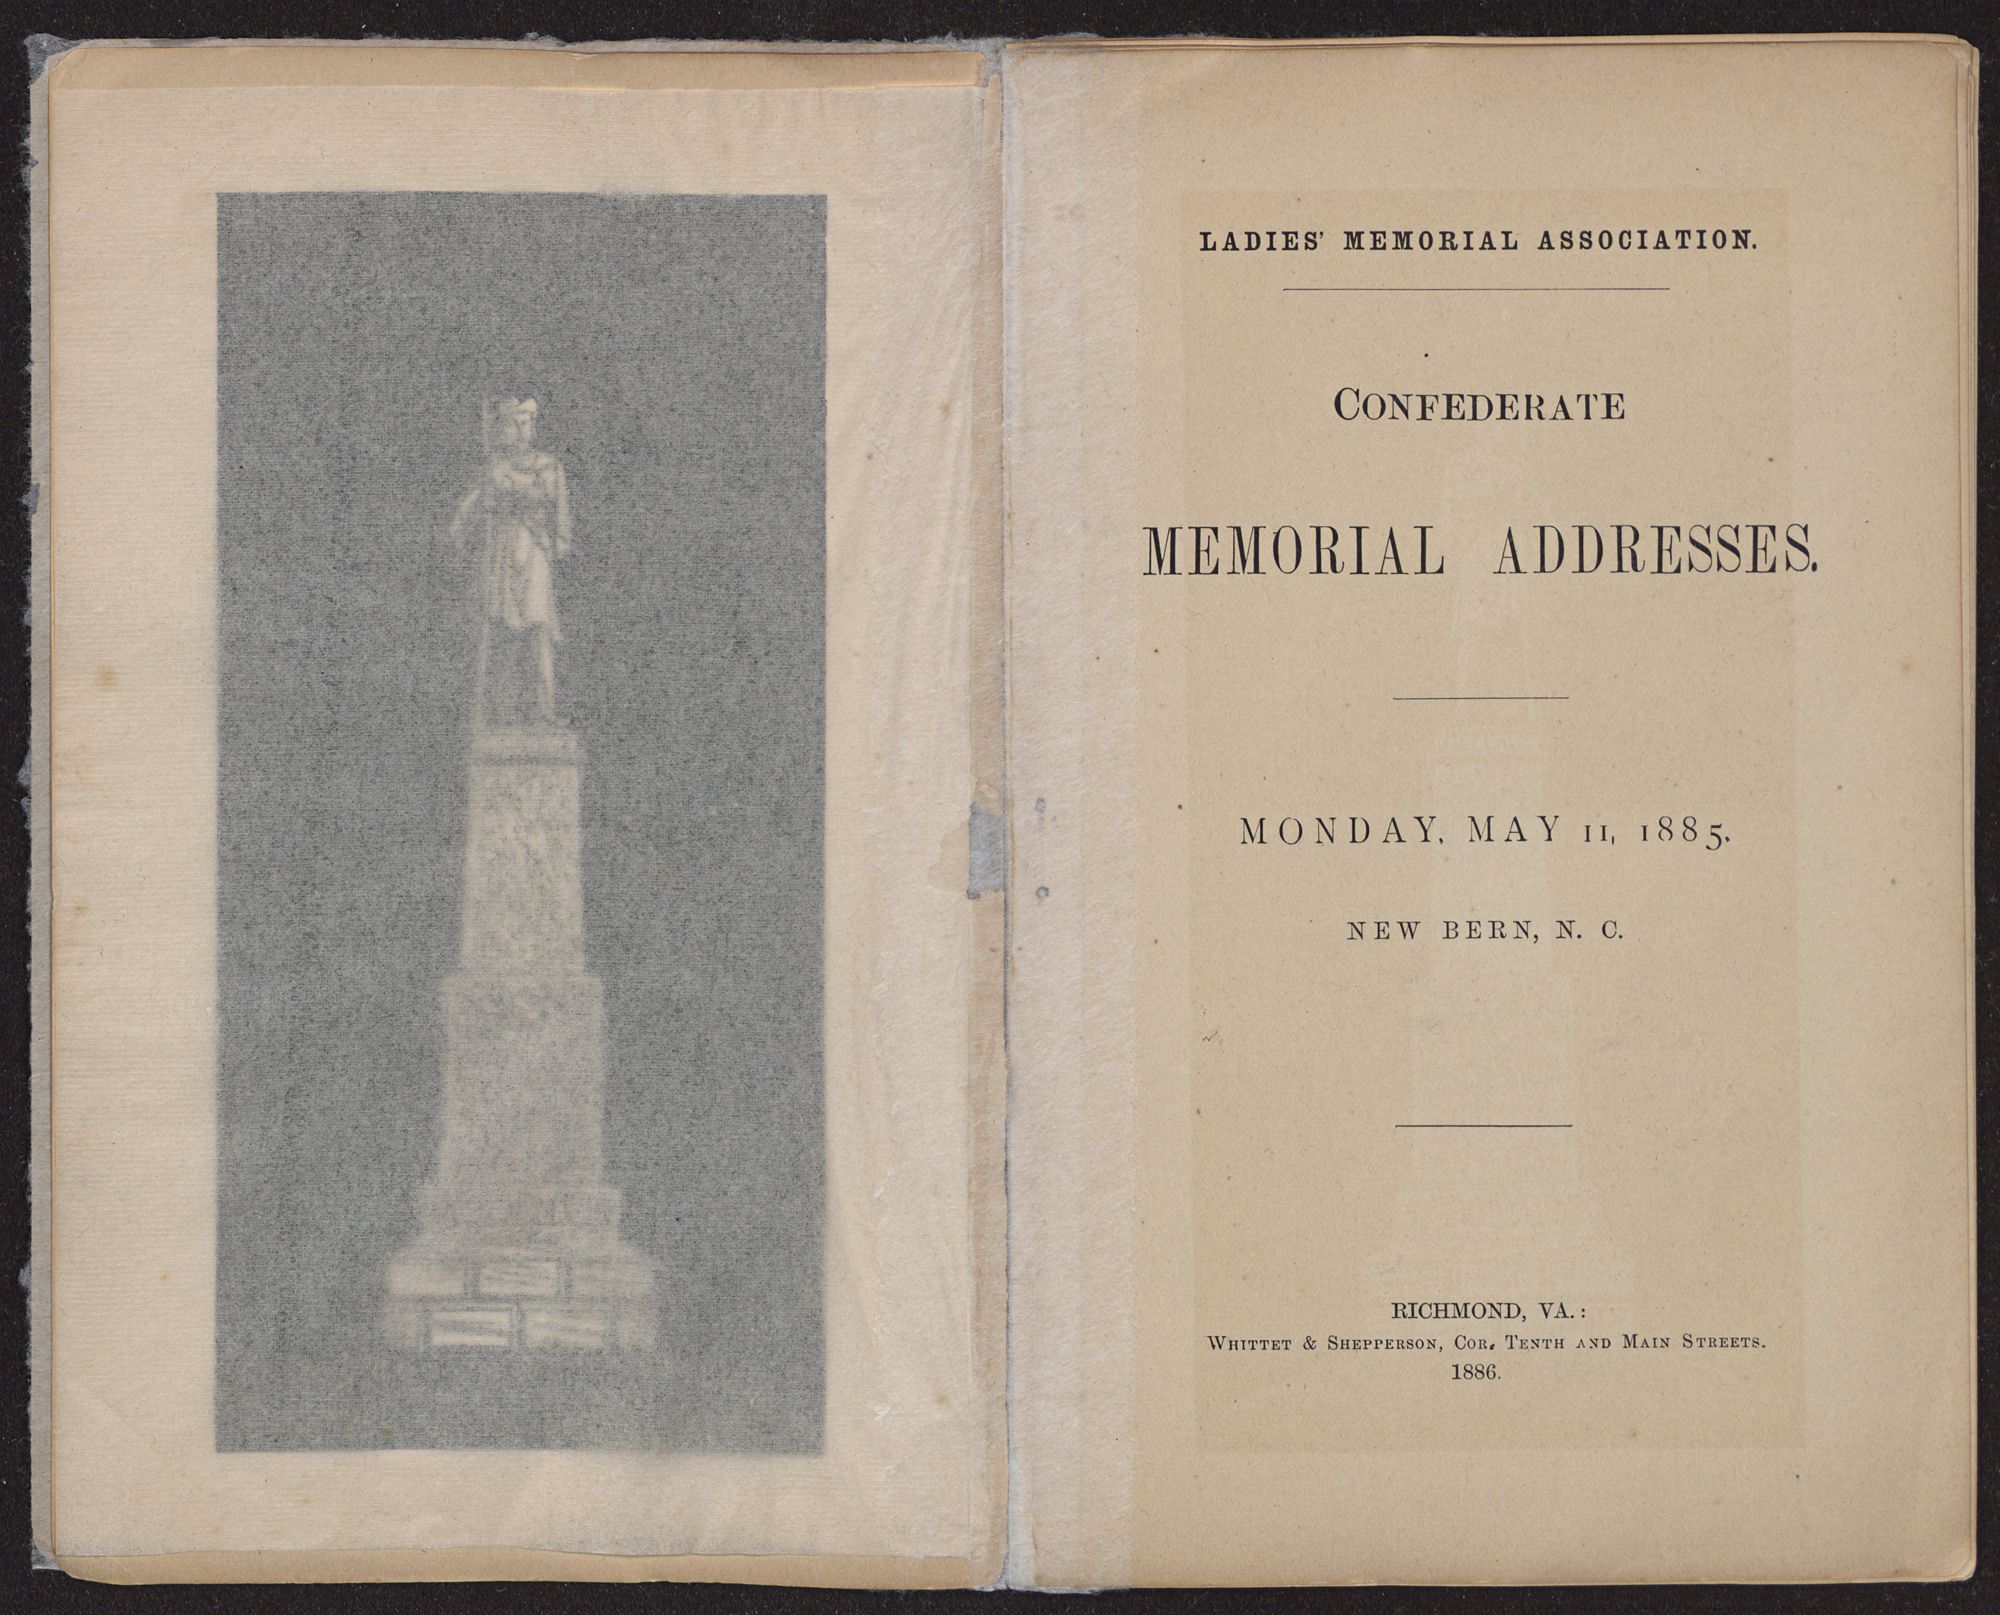 LADIES' MEMORIAL ASSOCIATION.
CONFEDERATE
MEMORIAL ADDRESSES.
MONDAY, MAY 11, 1885.
NEW BERN, N. C.
RICHMOND, VA.:
WHITTET & SHEPPERSON, COR. TENTH AND MAIN STREETS.
1886.